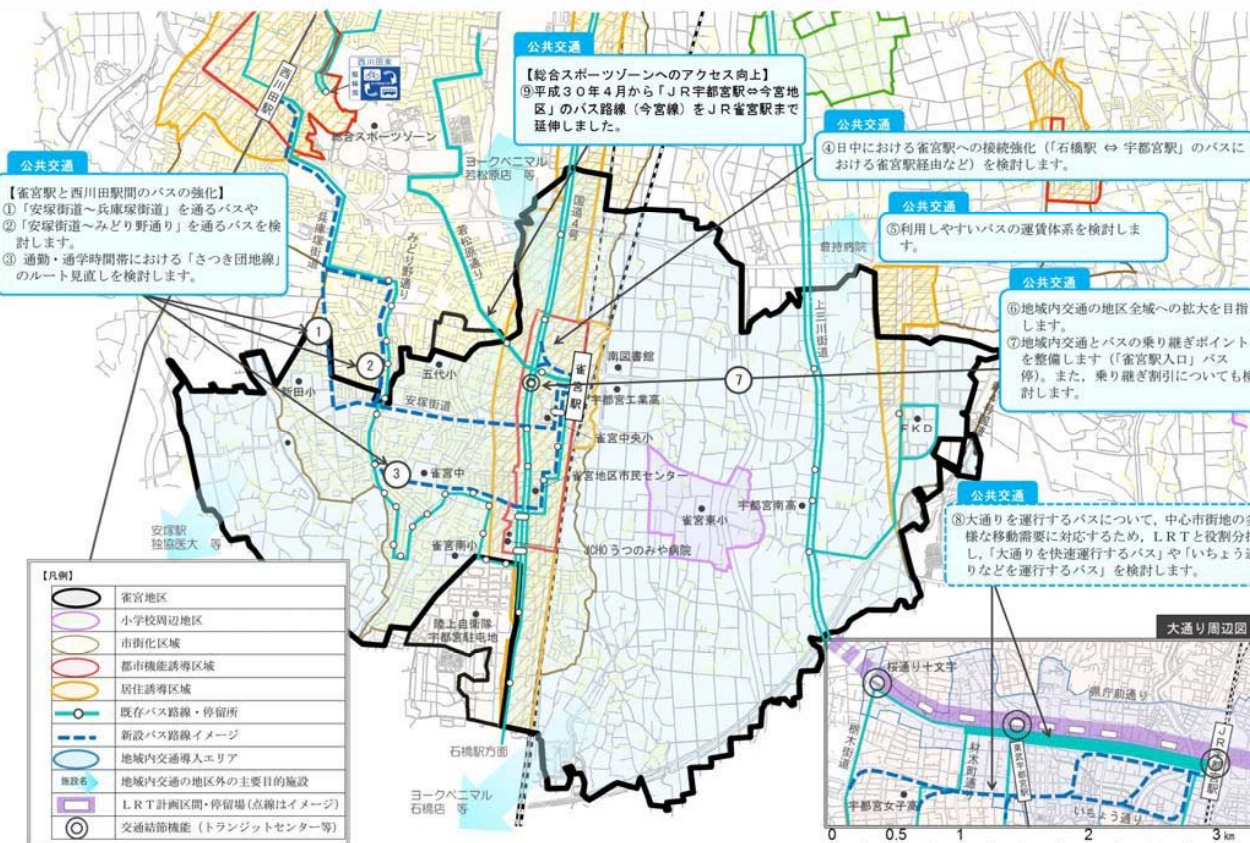 公共交通
【総合スポーツゾーンへのアクセス向上】
⑨平成30年4月から「JR宇都宮駅⇔今宮地
区」のバス路線（今宮線）をJR雀宮駅まで
延伸しました。
公共交通
④日中における雀宮駅への接続強化（「石橋駅 ⇔ 宇都宮駅」のバスに
おける雀宮駅経由など）を検討します。
公共交通
【雀宮駅と西川田駅間のバスの強化】
①「安塚街道～兵庫塚街道」を通るバスや
②「安塚街道～みどり野通り」を通るバスを検
討します。
③ 通勤・通学時間帯における「さつき団地線」
のルート見直しを検討します。
公共交通
⑤利用しやすいバスの運賃体系を検討しま
す。
公共交通
⑥地域内交通の地区全域への拡大を目指
します。
⑦地域内交通とバスの乗り継ぎポイント
を整備します（「雀宮駅入口」バス
停）。また，乗り継ぎ割引についても検
討します。
公共交通
⑧大通りを運行するバスについて，中心市街地の
様な移動需要に対応するため，LRTと役割分
し，「大通りを快速運行するバス」や「いちょう
りなどを運行するバス」を検討します。
西川田駅
西川田東
総合スポーツゾーン
ヨークベニマル
若松原店 等
国道4号
兵庫塚街道
みどり野通り
若松原通り
上三川街道
①
②
③
⑦
新田小
五代小
安塚街道
雀宮駅
南図書館
宇都宮工業高
雀宮中央小
雀宮地区市民センター
雀宮中
雀宮東小
宇都宮南高
FKD
安塚駅
独協医大 等
雀宮南小
JCHOうつのみや病院
陸上自衛隊
宇都宮駐屯地
石橋駅方面
ヨークベニマル
石橋店 等
【凡例】
雀宮地区
小学校周辺地区
市街化区域
都市機能誘導区域
居住誘導区域
既存バス路線・停留所
新設バス路線イメージ
地域内交通導入エリア
施設名 地域内交通の地区外の主要目的施設
LRT計画区間・停留場(点線はイメージ)
交通結節機能（トランジットセンター等）
大通り周辺図
桜通り十文字
県庁前通り
栃木街道
材木町通り
東武宇都宮駅
宇都宮女子高
いちょう通り
0 0.5 1 2 3 km